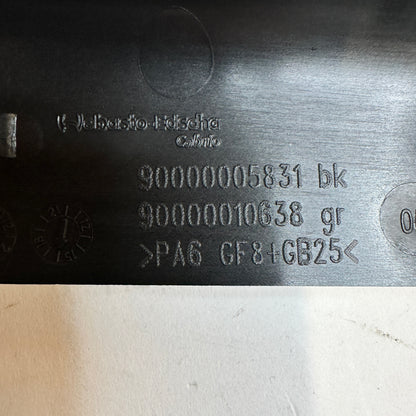 Webasto-Edscha
Cabrio
90000005831 bk
90000010638 gr
>PA6 GF8+GB25<